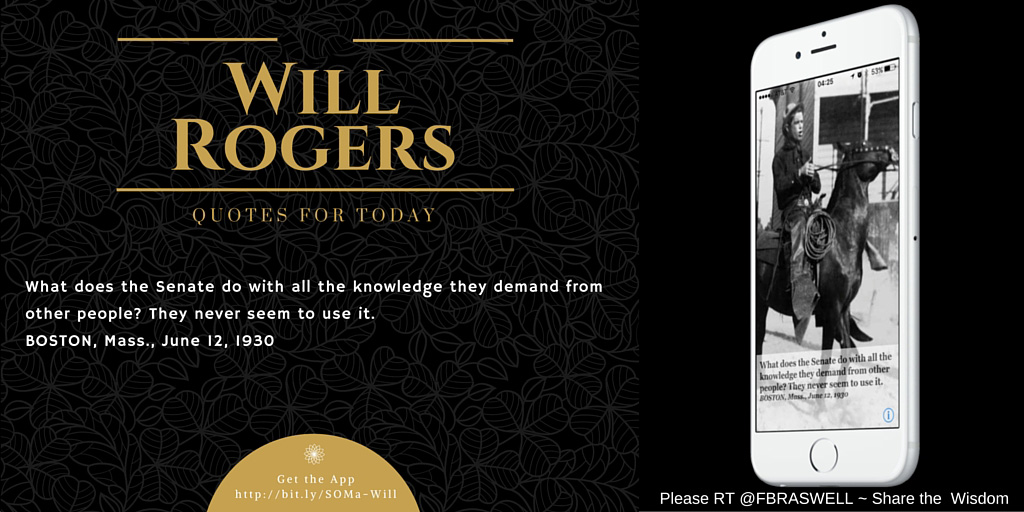 WILL
ROGERS
QUOTES FOR TODAY
What does the Senate do with all the knowledge they demand from
other people? They never seem to use it.
BOSTON, Mass., June 12, 1930
Get the App
http://bit.ly/SOMa-Will
AT&T
04:25
53%
What does the Senate do with all the
knowledge they demand from other
people? They never seem to use it.
BOSTON, Mass., June 12, 1930
Please RT @FBRASWELL ~ Share the Wisdom